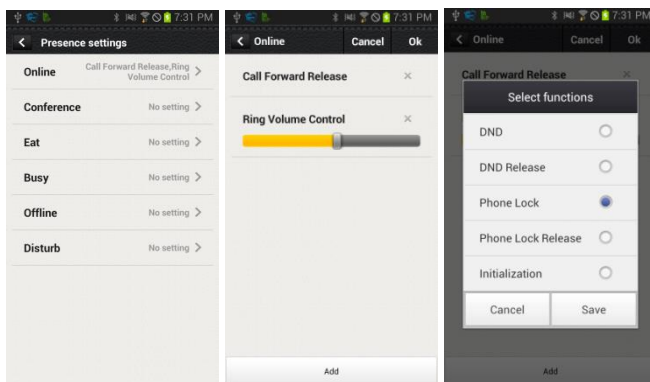 7:31 PM
Presence settings
Online
Call Forward Release,Ring
Volume Control
Conference
No setting
Eat
No setting
Busy
No setting
Offline
No setting
Disturb
No setting
7:31 PM
Online
Cancel
Ok
Call Forward Release
Ring Volume Control
Add
7:31 PM
Online
Cancel
Ok
Call Forward Release
Select functions
DND
DND Release
Phone Lock
Phone Lock Release
Initialization
Cancel
Save
Add